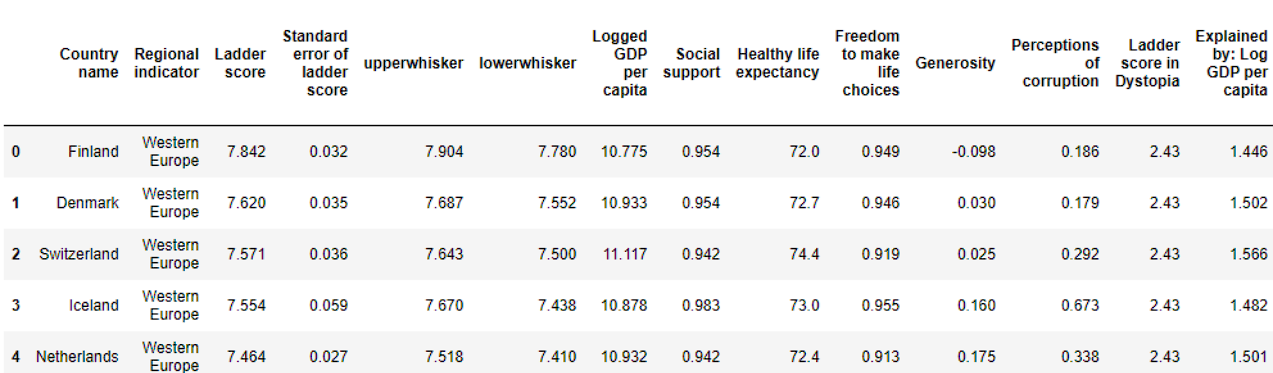 Country name Regional indicator Ladder score Standard error of ladder score upperwhisker lowerwhisker Logged GDP per capita Social support Healthy life expectancy Freedom to make life choices Generosity Perceptions of corruption Ladder score in Dystopia Explained by: Log GDP per capita
0 Finland Western Europe 7.842 0.032 7.904 7.780 10.775 0.954 72.0 0.949 -0.098 0.186 2.43 1.446
1 Denmark Western Europe 7.620 0.035 7.687 7.552 10.933 0.954 72.7 0.946 0.030 0.179 2.43 1.502
2 Switzerland Western Europe 7.571 0.036 7.643 7.500 11.117 0.942 74.4 0.919 0.025 0.292 2.43 1.566
3 Iceland Western Europe 7.554 0.059 7.670 7.438 10.878 0.983 73.0 0.955 0.160 0.673 2.43 1.482
4 Netherlands Western Europe 7.464 0.027 7.518 7.410 10.932 0.942 72.4 0.913 0.175 0.338 2.43 1.501